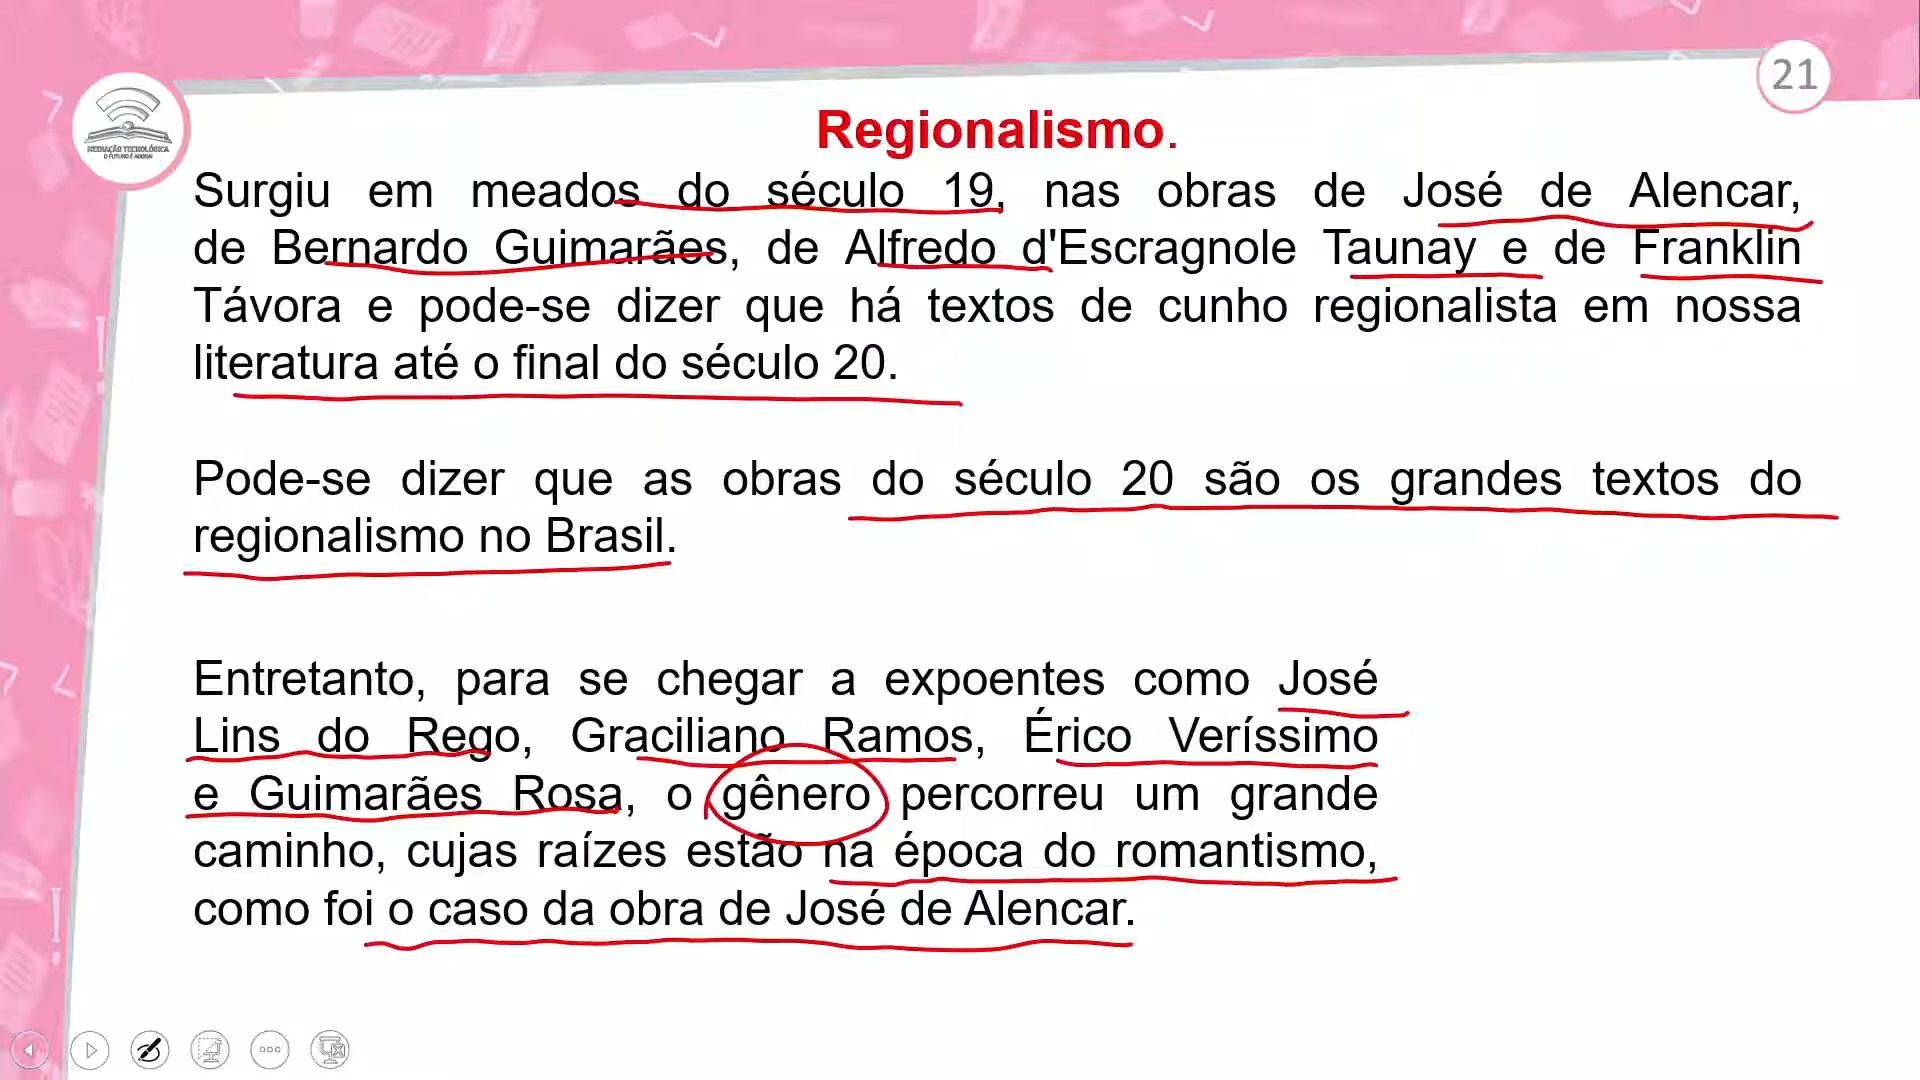 21
MEDIAÇÃO TECNOLÓGICA
O FUTURO É AGORA!
Regionalismo.
Surgiu em meados do século 19, nas obras de José de Alencar,
de Bernardo Guimarães, de Alfredo d'Escragnole Taunay e de Franklin
Távora e pode-se dizer que há textos de cunho regionalista em nossa
literatura até o final do século 20.
Pode-se dizer que as obras do século 20 são os grandes textos do
regionalismo no Brasil.
Entretanto, para se chegar a expoentes como José
Lins do Rego, Graciliano Ramos, Érico Veríssimo
e Guimarães Rosa, o gênero percorreu um grande
caminho, cujas raízes estão na época do romantismo,
como foi o caso da obra de José de Alencar.